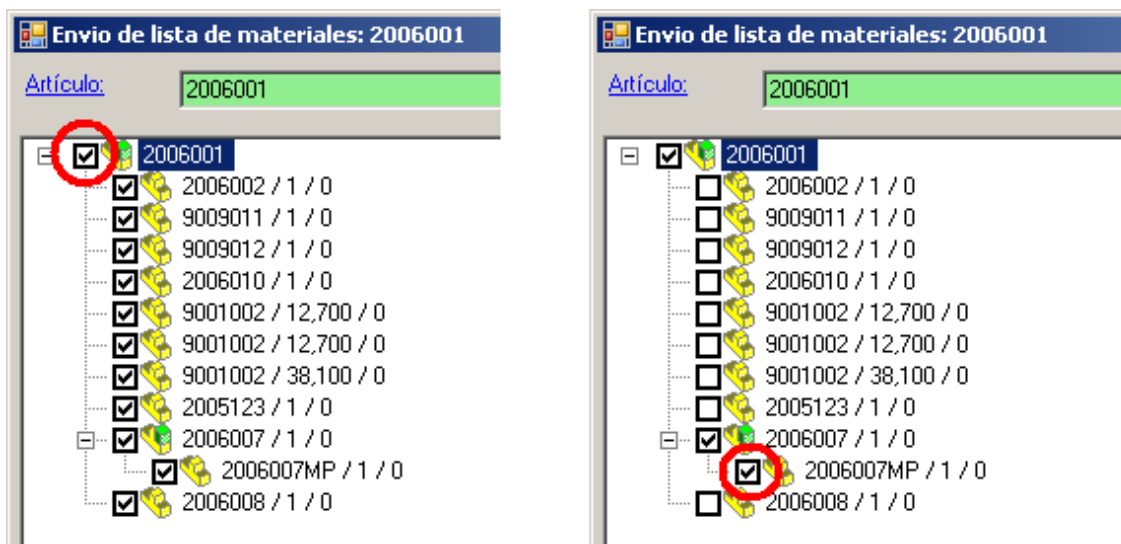 Envio de lista de materiales: 2006001
Artículo:
2006001
2006001
2006002 / 1 / 0
9009011 / 1 / 0
9009012 / 1 / 0
2006010 / 1 / 0
9001002 / 12,700 / 0
9001002 / 12,700 / 0
9001002 / 38,100 / 0
2005123 / 1 / 0
2006007 / 1 / 0
2006007MP / 1 / 0
2006008 / 1 / 0
Envio de lista de materiales: 2006001
Artículo:
2006001
2006001
2006002 / 1 / 0
9009011 / 1 / 0
9009012 / 1 / 0
2006010 / 1 / 0
9001002 / 12,700 / 0
9001002 / 12,700 / 0
9001002 / 38,100 / 0
2005123 / 1 / 0
2006007 / 1 / 0
2006007MP / 1 / 0
2006008 / 1 / 0